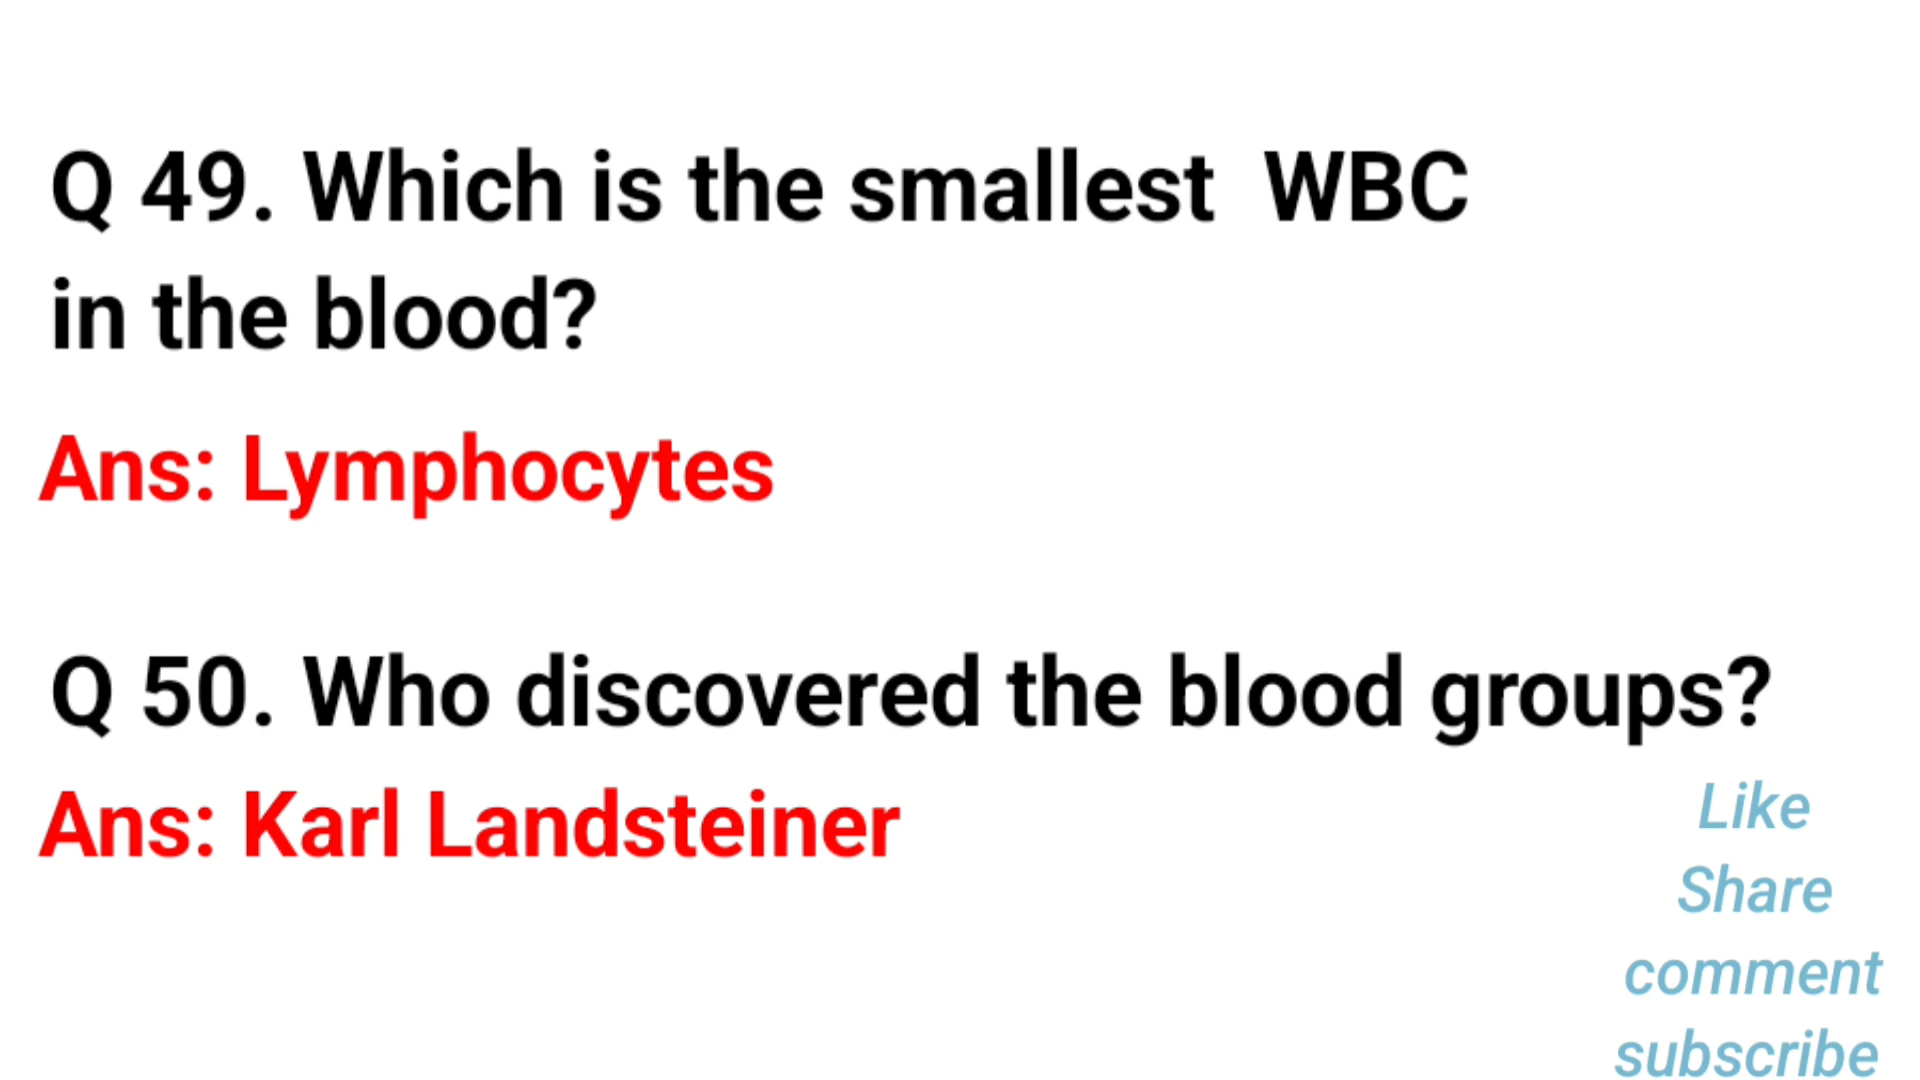 Q 49. Which is the smallest  WBC
in the blood?
Ans: Lymphocytes
Q 50. Who discovered the blood groups?
Ans: Karl Landsteiner
Like
Share
comment
subscribe